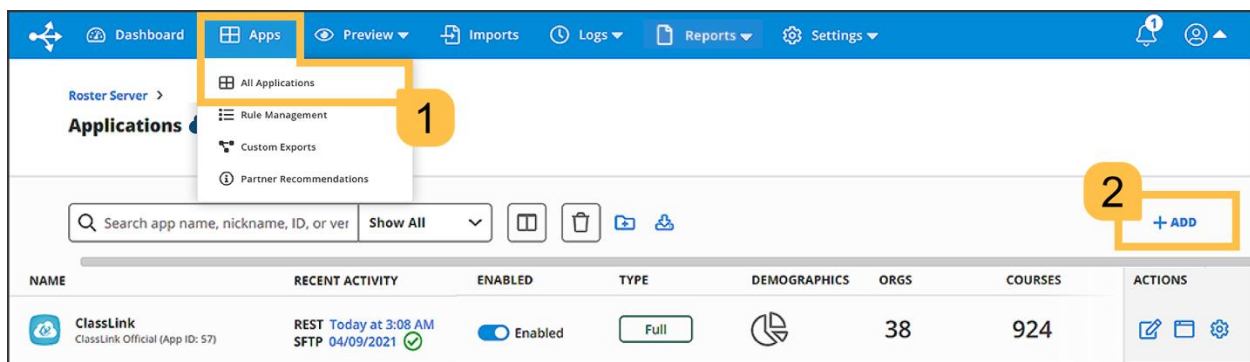 Dashboard Apps Preview Imports Logs Reports Settings 1
All Applications
Roster Server >
Rule Management
1
Applications
Custom Exports
Partner Recommendations
2
Search app name, nickname, ID, or ver Show All + ADD
NAME RECENT ACTIVITY ENABLED TYPE DEMOGRAPHICS ORGS COURSES ACTIONS
ClassLink REST Today at 3:08 AM Enabled Full 38 924
ClassLink Official (App ID: 57) SFTP 04/09/2021